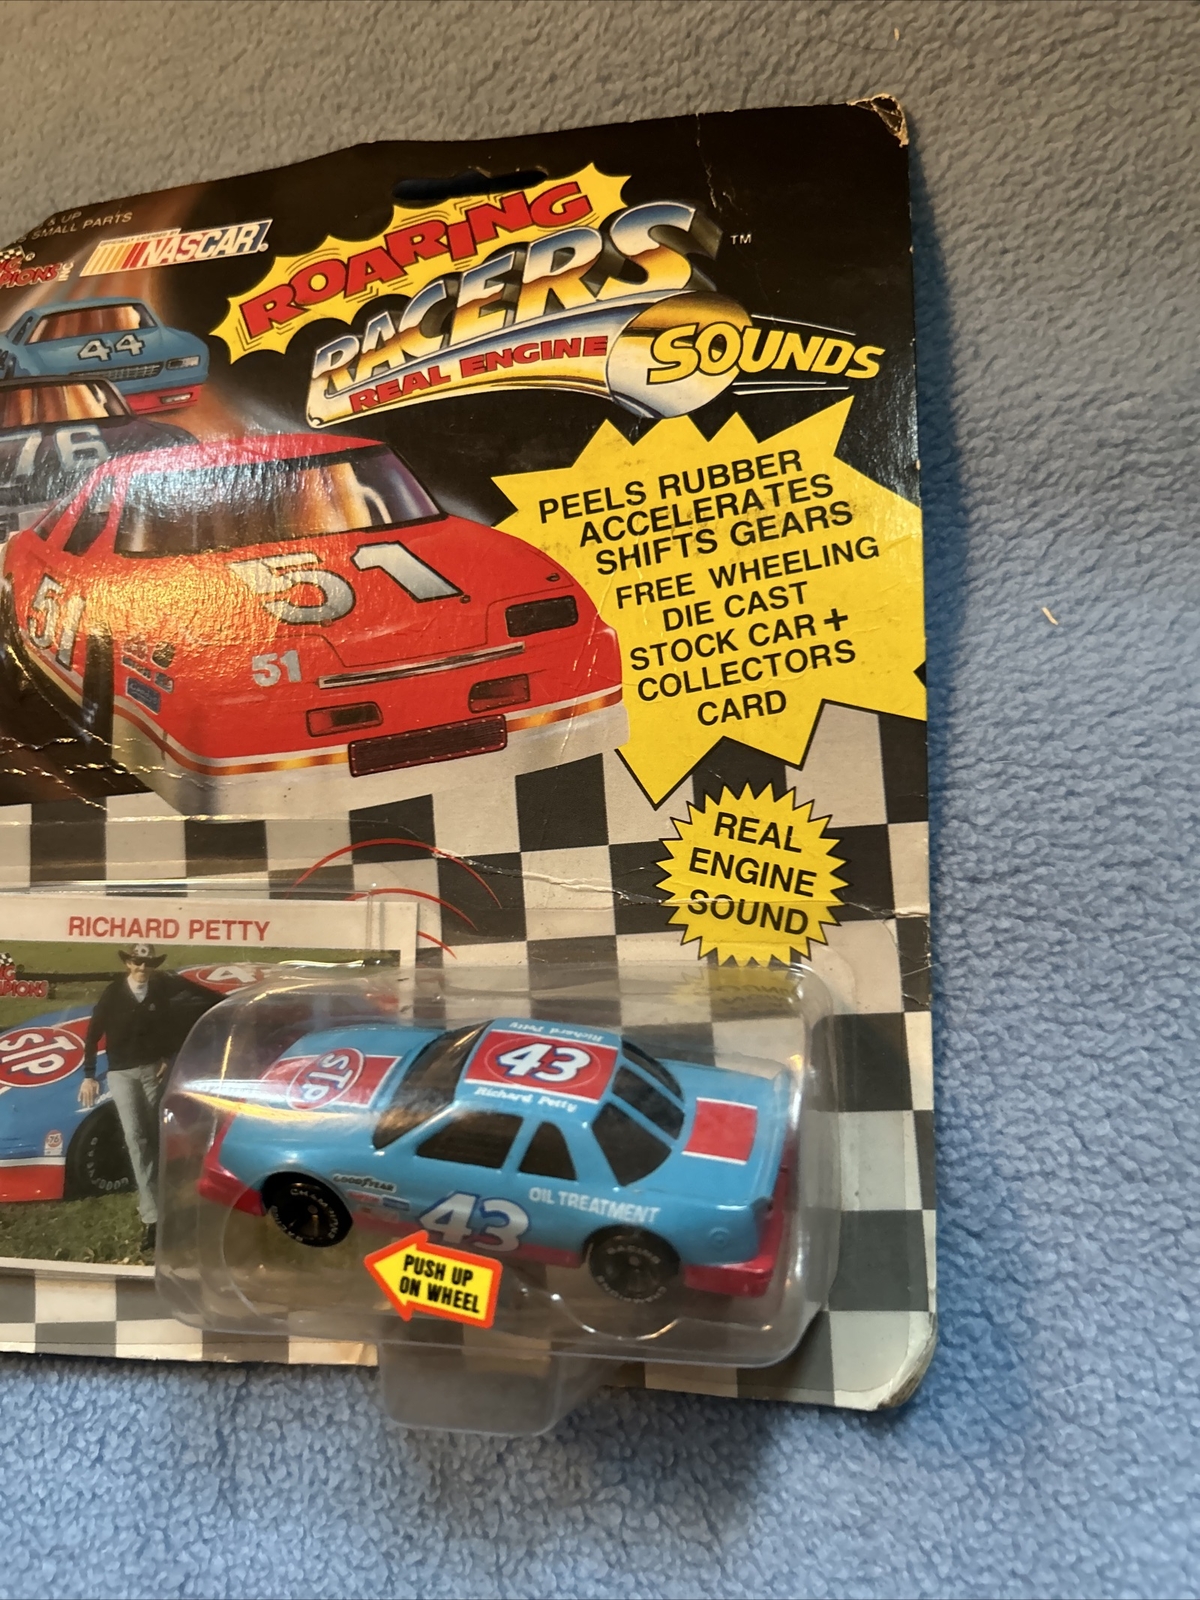 & UP
SMALL PARTS
NASCAR
ROARING
RACERS
TM
REAL ENGINE
SOUNDS
44
76
51
51
51
PEELS RUBBER
ACCELERATES
SHIFTS GEARS
FREE WHEELING
DIE CAST
STOCK CAR +
COLLECTORS
CARD
REAL
ENGINE
SOUND
RICHARD PETTY
STP
STP
43
Richard Petty
Richard Petty
GOODYEAR
43
OIL TREATMENT
PUSH UP
ON WHEEL